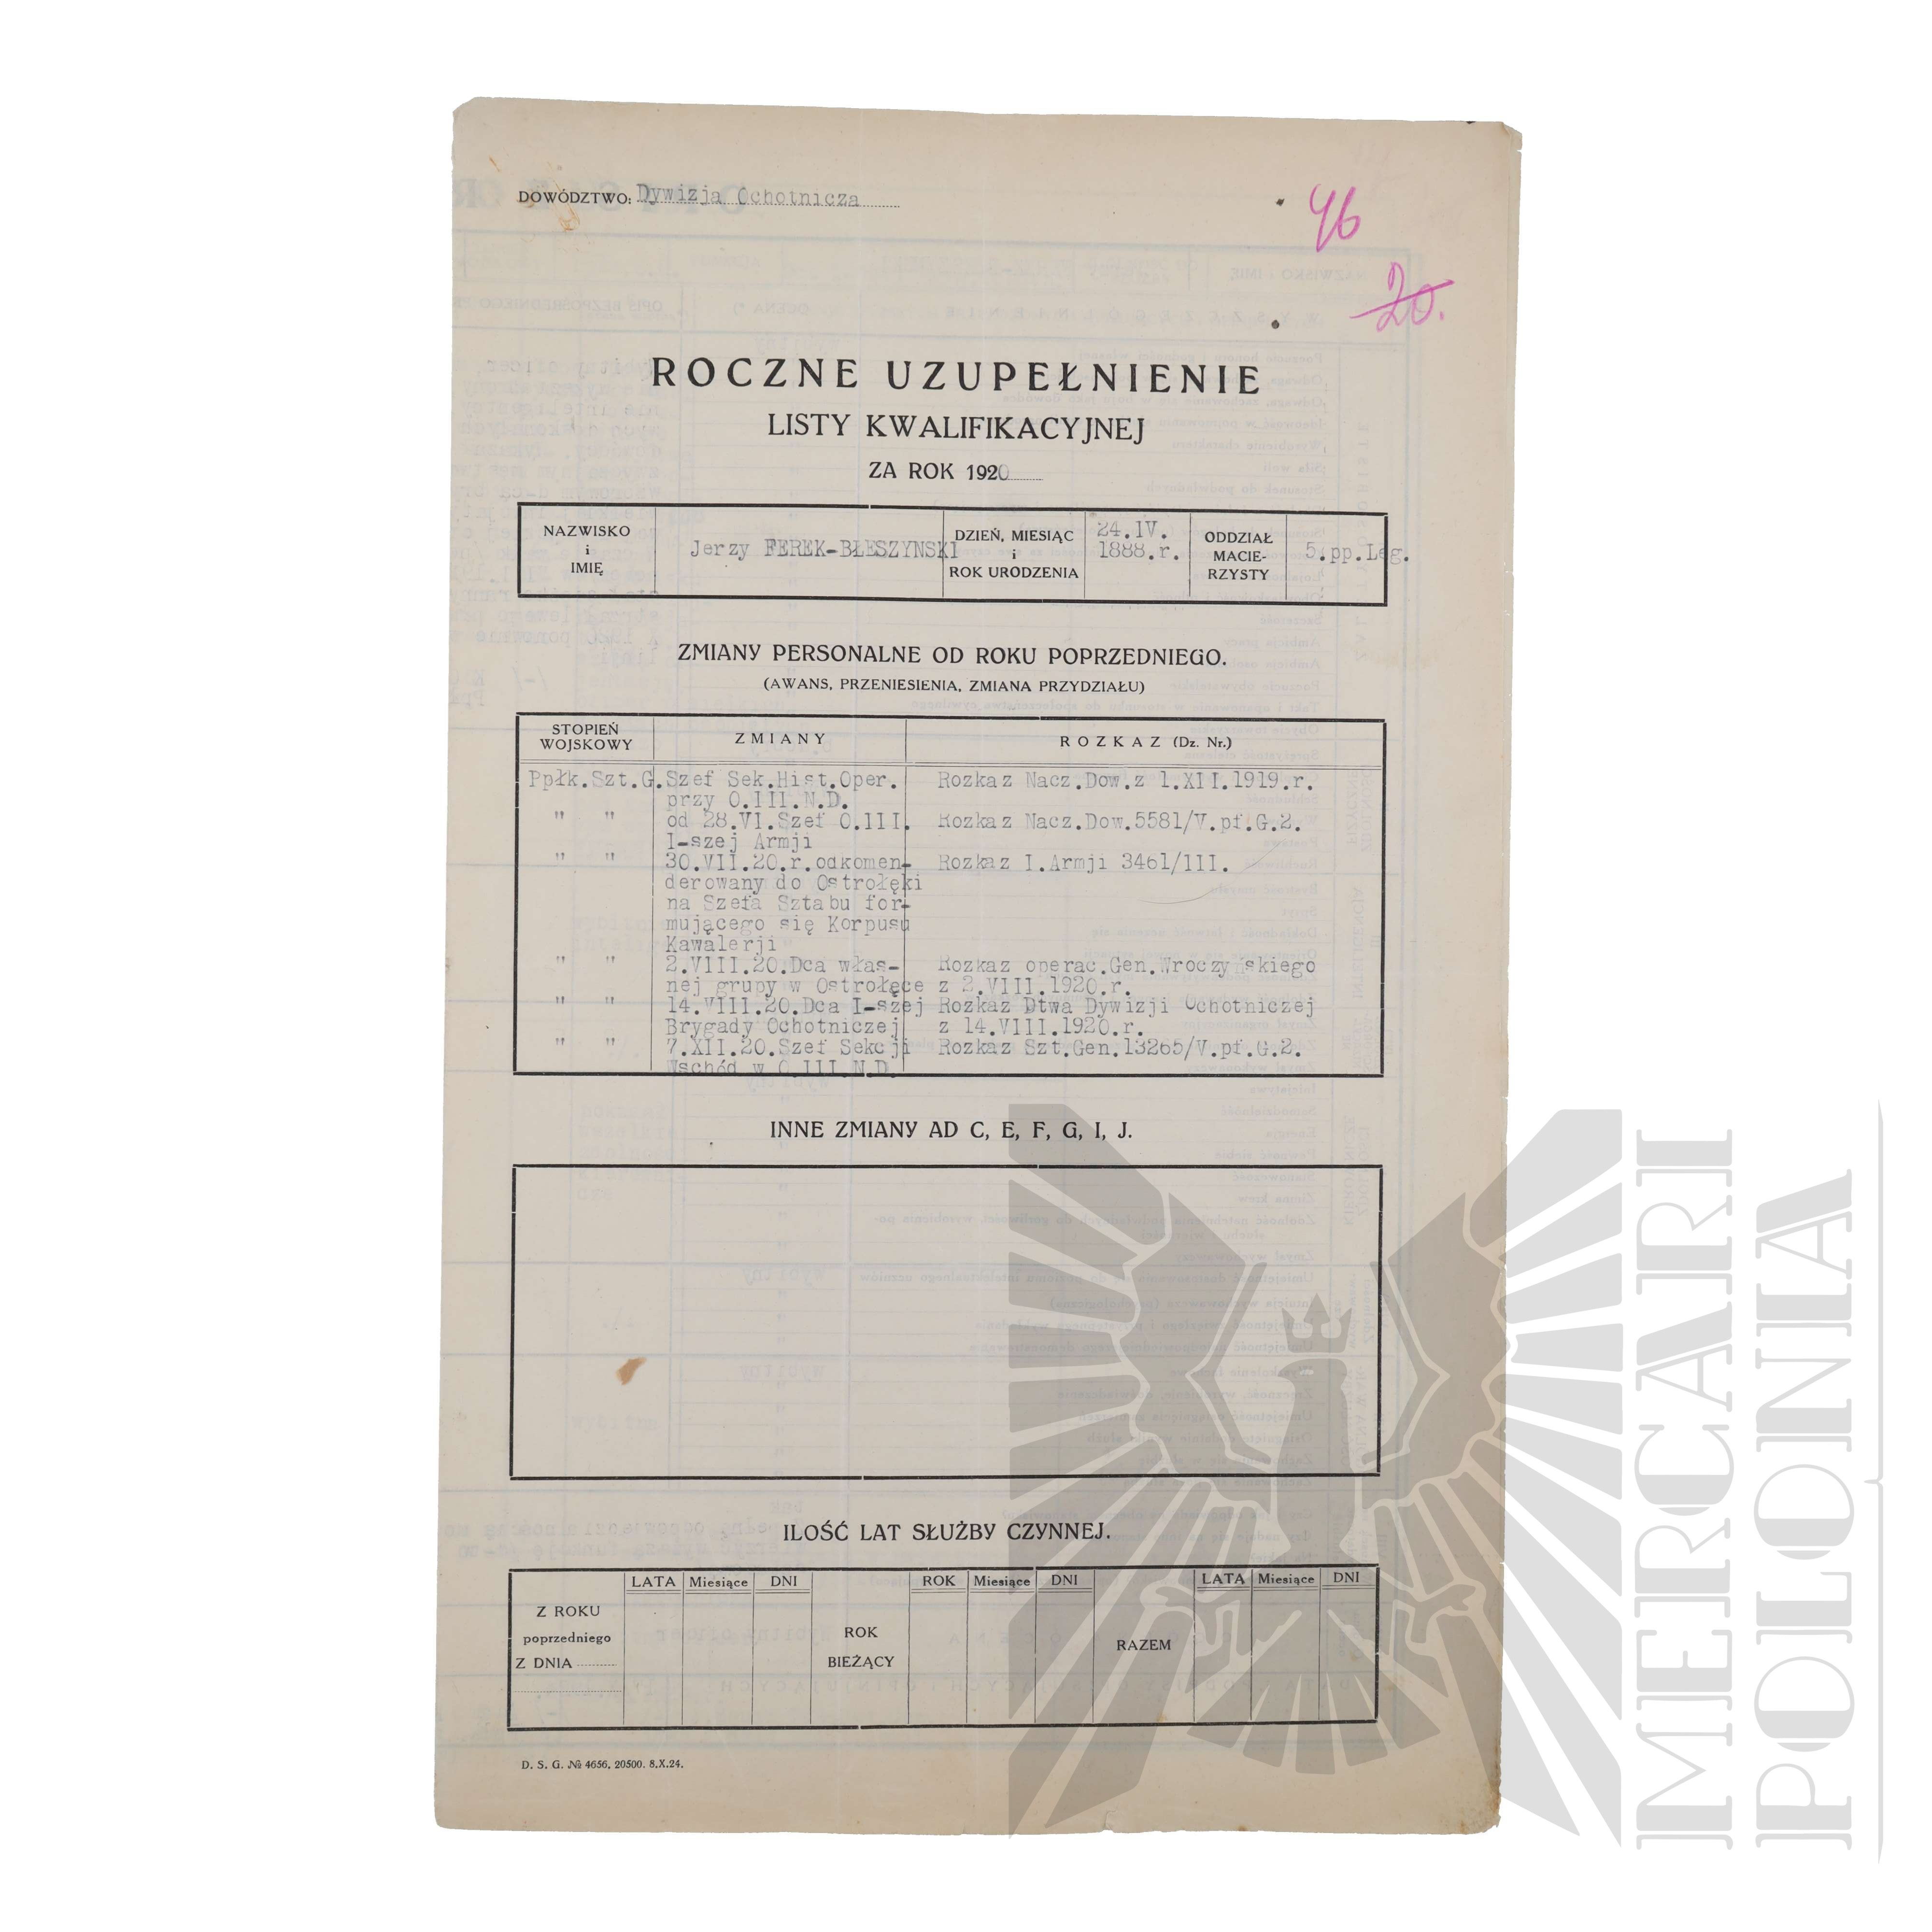 DOWÓDZTWO: Dywizja Ochotnicza
46
20.
ROCZNE UZUPEŁNIENIE
LISTY KWALIFIKACYJNEJ
ZA ROK 1920
NAZWISKO i IMIĘ
Jerzy FEREK-BŁESZYNSKI
DZIEŃ, MIESIĄC i ROK URODZENIA
24.IV.
1888.r.
ODDZIAŁ MACIE-RZYSTY
5.pp.Leg.
ZMIANY PERSONALNE OD ROKU POPRZEDNIEGO.
(AWANS, PRZENIESIENIA, ZMIANA PRZYDZIAŁU)
STOPIEŃ WOJSKOWY ZMIANY ROZKAZ (Dz. Nr.)
Ppłk.Szt.G. Szef Sek.Hist.Oper. Rozkaz Nacz.Dow.z 1.XII.1919.r.
przy O.III.N.D.
" " od 28.VI.Szef O.III. Rozkaz Nacz.Dow.5581/V.pf.G.2.
I-szej Armji
" " 30.VII.20.r.odkomen- Rozkaz I.Armji 3461/III.
derowany do Ostrołęki
na Szefa Sztabu for-
mującego się Korpusu
Kawalerji
" " 2.VIII.20.Dca włas- Rozkaz operac.Gen.Wroczyńskiego
nej grupy w Ostrołęce z 2.VIII.1920.r.
" " 14.VIII.20.Dca I-szej Rozkaz Dtwa Dywizji Ochotniczej
Brygady Ochotniczej z 14.VIII.1920.r.
" " 7.XII.20.Szef Sekcji Rozkaz Szt.Gen.13265/V.pf.G.2.
Wschód w O.III.N.D.
INNE ZMIANY AD C, E, F, G, I, J.
ILOŚĆ LAT SŁUŻBY CZYNNEJ.
LATA Miesiące DNI ROK Miesiące DNI LATA Miesiące DNI
Z ROKU
poprzedniego
Z DNIA
ROK
BIEŻĄCY
RAZEM
D. S. G. № 4656. 20500. 8.X.24.
MERCARI
POLONIA